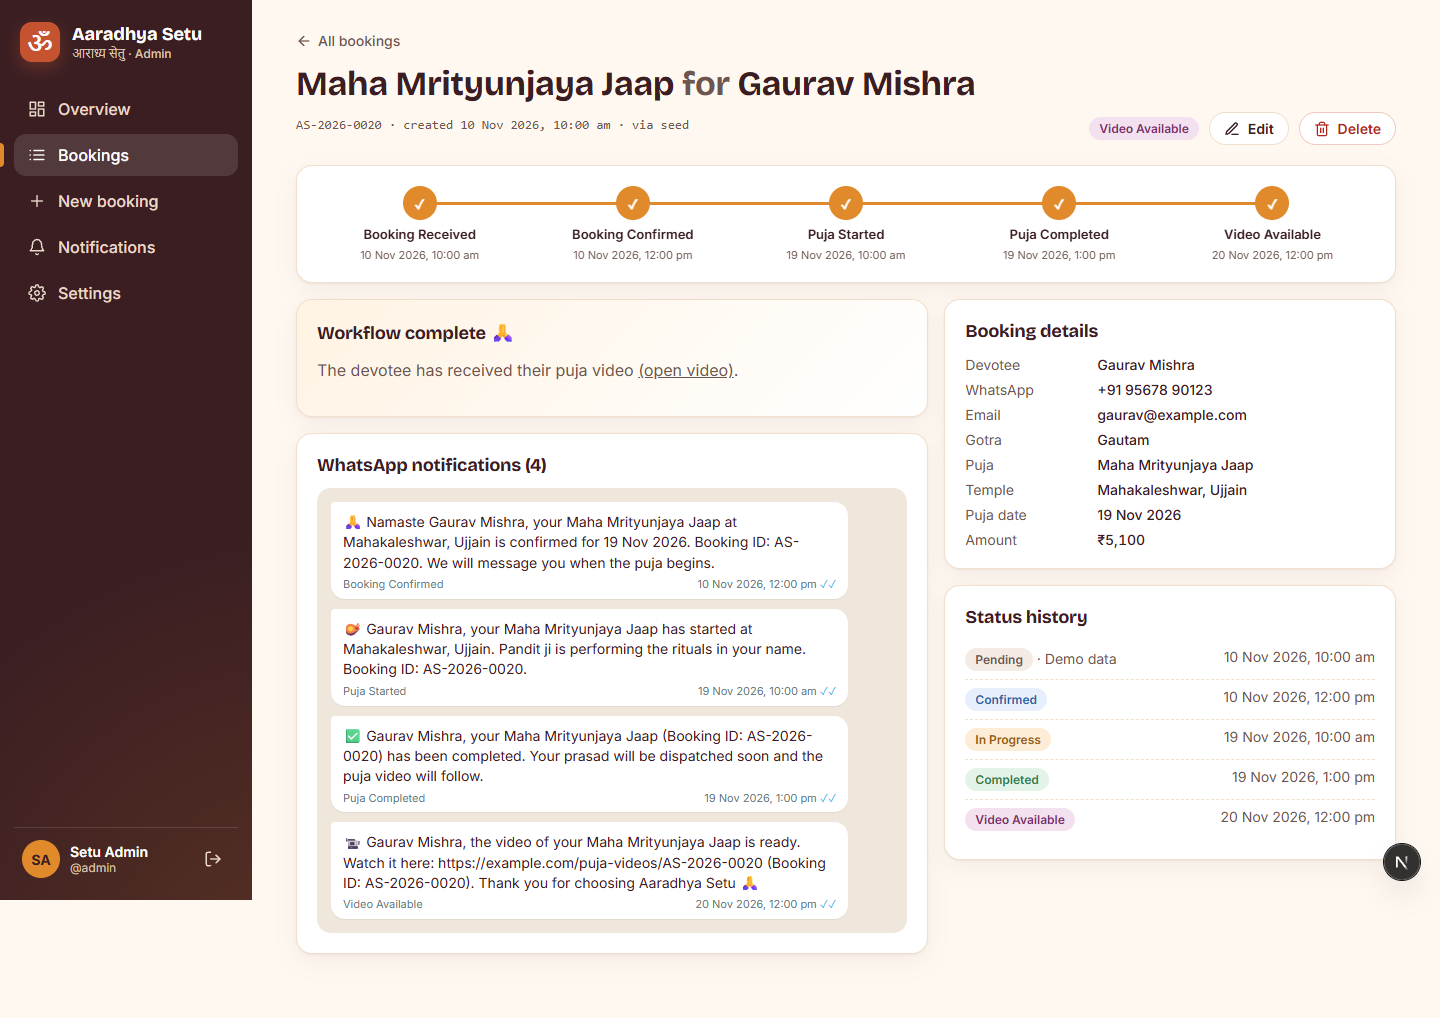 ॐ
Aaradhya Setu
आराध्य सेतु · Admin
Overview
Bookings
New booking
Notifications
Settings
SA
Setu Admin
@admin
← All bookings
Maha Mrityunjaya Jaap for Gaurav Mishra
AS-2026-0020 · created 10 Nov 2026, 10:00 am · via seed
Video Available
Edit
Delete
✓ ✓ ✓ ✓ ✓
Booking Received
10 Nov 2026, 10:00 am
Booking Confirmed
10 Nov 2026, 12:00 pm
Puja Started
19 Nov 2026, 10:00 am
Puja Completed
19 Nov 2026, 1:00 pm
Video Available
20 Nov 2026, 12:00 pm
Workflow complete 🙏
The devotee has received their puja video (open video).
WhatsApp notifications (4)
🙏 Namaste Gaurav Mishra, your Maha Mrityunjaya Jaap at
Mahakaleshwar, Ujjain is confirmed for 19 Nov 2026. Booking ID: AS-
2026-0020. We will message you when the puja begins.
Booking Confirmed 10 Nov 2026, 12:00 pm ✓✓
🪔 Gaurav Mishra, your Maha Mrityunjaya Jaap has started at
Mahakaleshwar, Ujjain. Pandit ji is performing the rituals in your name.
Booking ID: AS-2026-0020.
Puja Started 19 Nov 2026, 10:00 am ✓✓
✅ Gaurav Mishra, your Maha Mrityunjaya Jaap (Booking ID: AS-2026-
0020) has been completed. Your prasad will be dispatched soon and the
puja video will follow.
Puja Completed 19 Nov 2026, 1:00 pm ✓✓
📹 Gaurav Mishra, the video of your Maha Mrityunjaya Jaap is ready.
Watch it here: https://example.com/puja-videos/AS-2026-0020 (Booking
ID: AS-2026-0020). Thank you for choosing Aaradhya Setu 🙏
Video Available 20 Nov 2026, 12:00 pm ✓✓
Booking details
Devotee Gaurav Mishra
WhatsApp +91 95678 90123
Email gaurav@example.com
Gotra Gautam
Puja Maha Mrityunjaya Jaap
Temple Mahakaleshwar, Ujjain
Puja date 19 Nov 2026
Amount ₹5,100
Status history
Pending · Demo data 10 Nov 2026, 10:00 am
Confirmed 10 Nov 2026, 12:00 pm
In Progress 19 Nov 2026, 10:00 am
Completed 19 Nov 2026, 1:00 pm
Video Available 20 Nov 2026, 12:00 pm
N